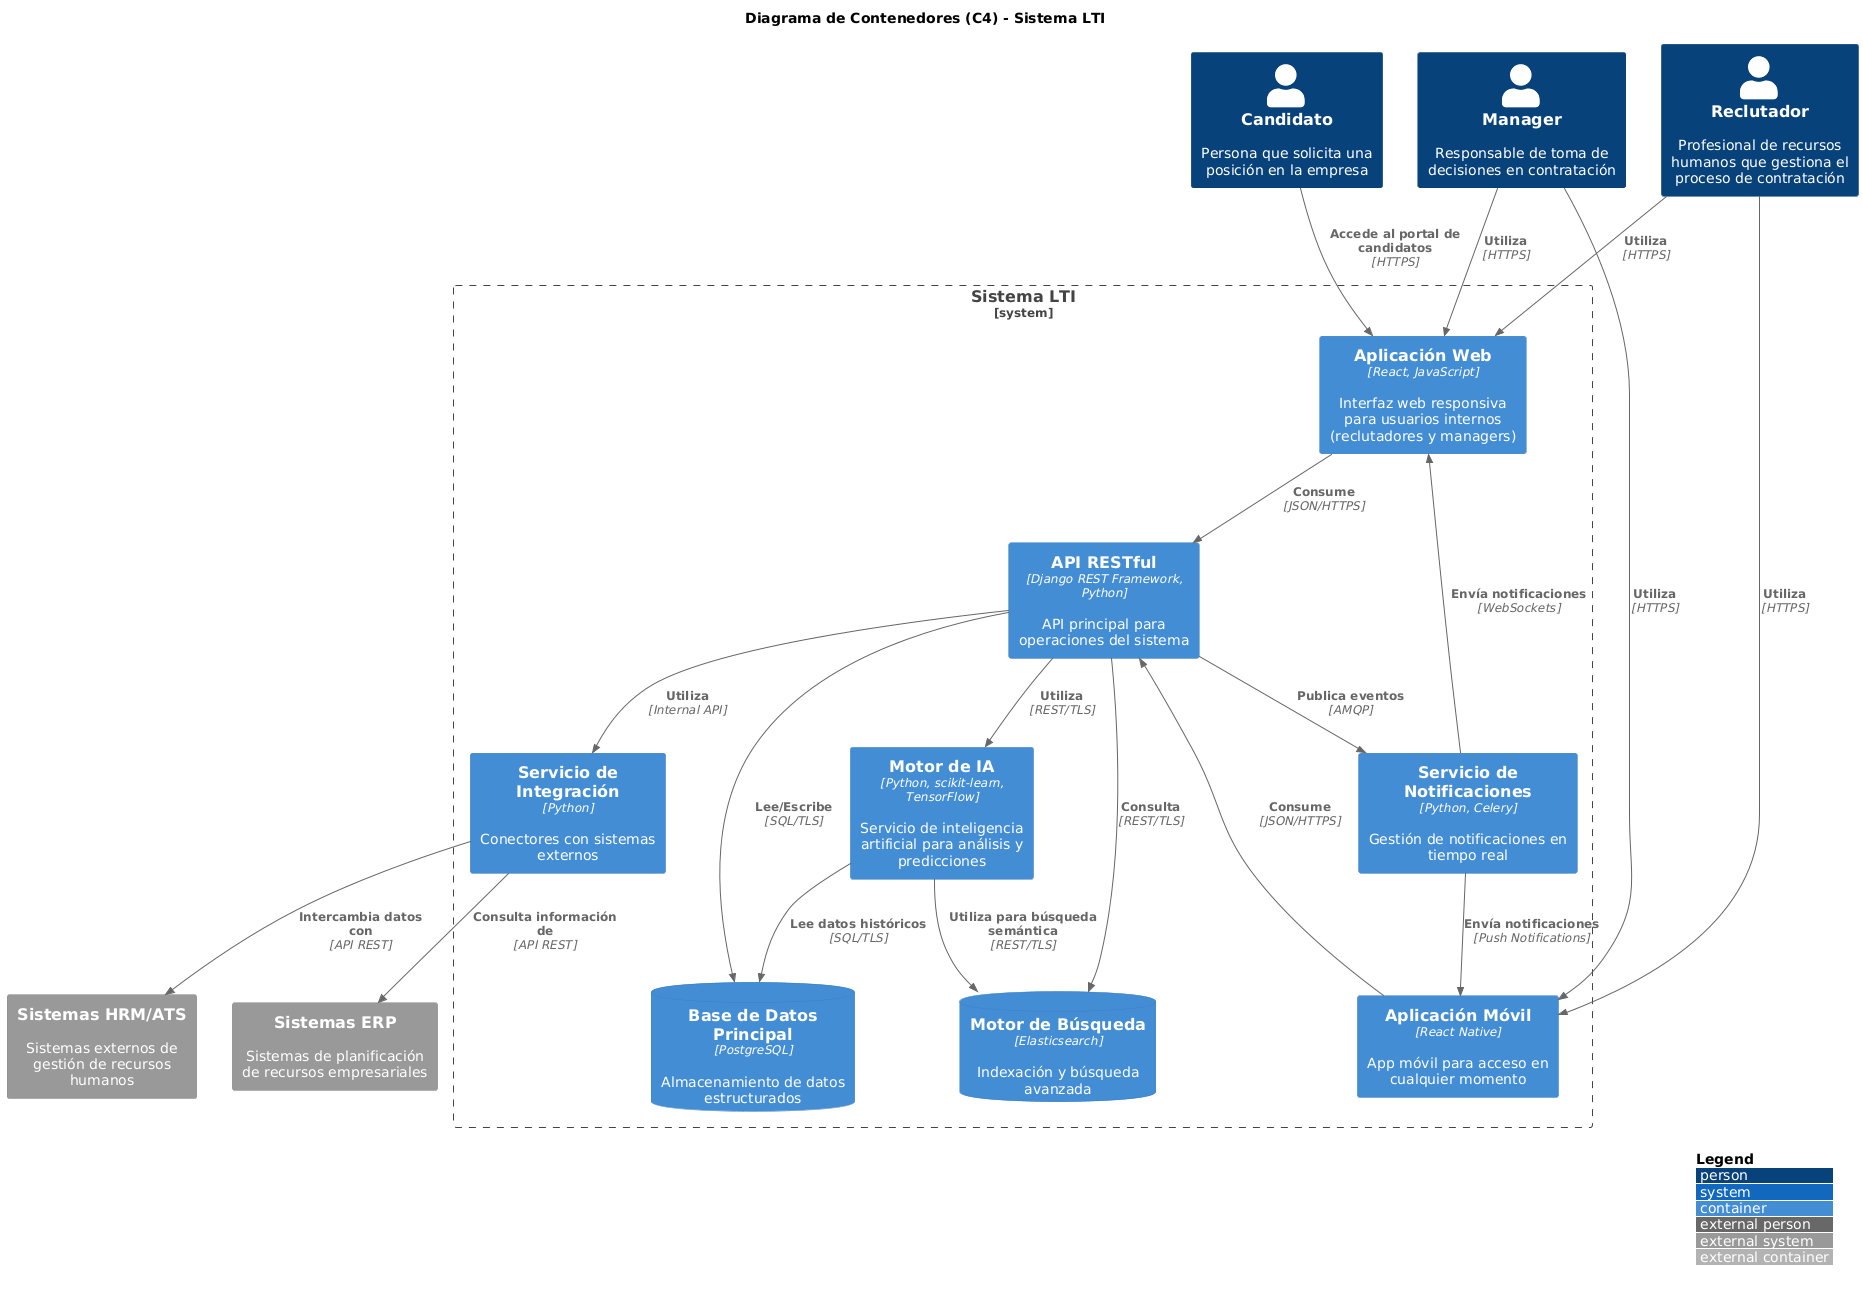 Diagrama de Contenedores (C4) - Sistema LTI
Candidato
Persona que solicita una
posición en la empresa
Manager
Responsable de toma de
decisiones en contratación
Reclutador
Profesional de recursos
humanos que gestiona el
proceso de contratación
Accede al portal de
candidatos
[HTTPS]
Utiliza
[HTTPS]
Utiliza
[HTTPS]
Sistema LTI
[system]
Aplicación Web
[React, JavaScript]
Interfaz web responsiva
para usuarios internos
(reclutadores y managers)
Consume
[JSON/HTTPS]
API RESTful
[Django REST Framework,
Python]
API principal para
operaciones del sistema
Envía notificaciones
[WebSockets]
Utiliza
[HTTPS]
Utiliza
[HTTPS]
Utiliza
[Internal API]
Utiliza
[REST/TLS]
Publica eventos
[AMQP]
Servicio de
Integración
[Python]
Conectores con sistemas
externos
Lee/Escribe
[SQL/TLS]
Motor de IA
[Python, scikit-learn,
TensorFlow]
Servicio de inteligencia
artificial para análisis y
predicciones
Consulta
[REST/TLS]
Consume
[JSON/HTTPS]
Servicio de
Notificaciones
[Python, Celery]
Gestión de notificaciones en
tiempo real
Intercambia datos
con
[API REST]
Consulta información
de
[API REST]
Lee datos históricos
[SQL/TLS]
Utiliza para búsqueda
semántica
[REST/TLS]
Envía notificaciones
[Push Notifications]
Sistemas HRM/ATS
Sistemas externos de
gestión de recursos
humanos
Sistemas ERP
Sistemas de planificación
de recursos empresariales
Base de Datos
Principal
[PostgreSQL]
Almacenamiento de datos
estructurados
Motor de Búsqueda
[Elasticsearch]
Indexación y búsqueda
avanzada
Aplicación Móvil
[React Native]
App móvil para acceso en
cualquier momento
Legend
person
system
container
external person
external system
external container